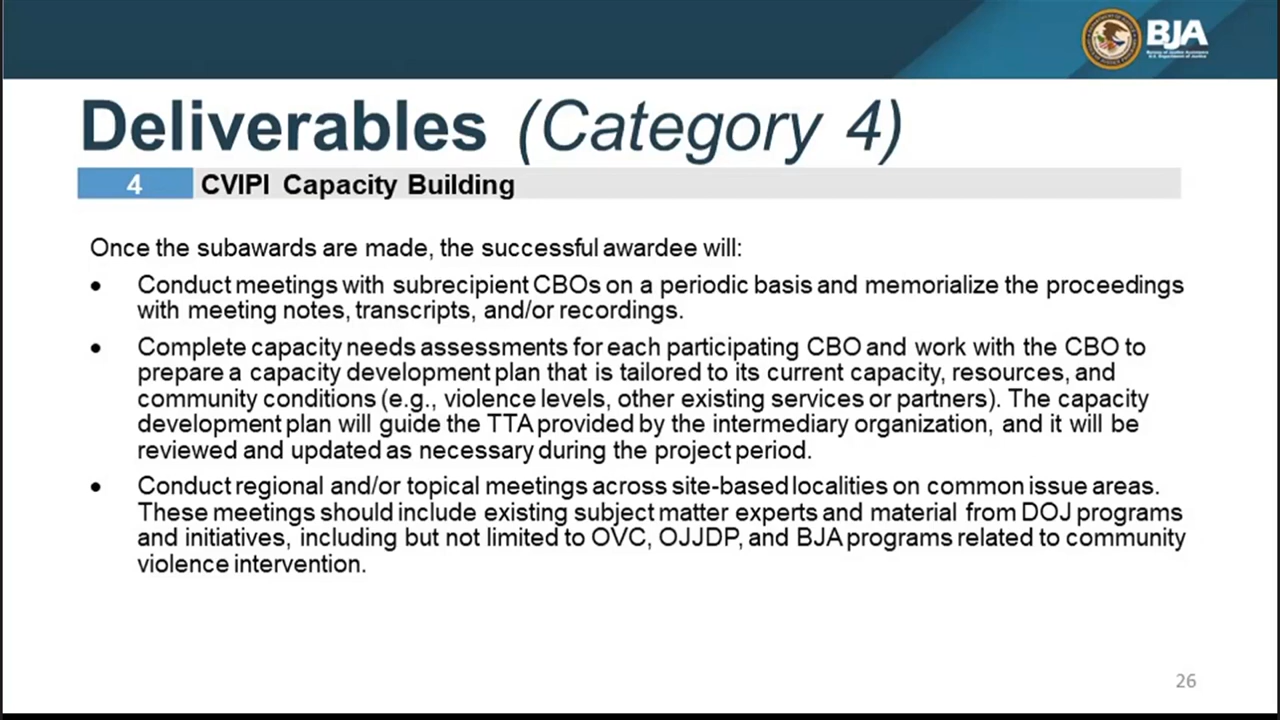 BJA
Bureau of Justice Assistance
U.S. Department of Justice
Deliverables (Category 4)
4 CVIPI Capacity Building
Once the subawards are made, the successful awardee will:
• Conduct meetings with subrecipient CBOs on a periodic basis and memorialize the proceedings
with meeting notes, transcripts, and/or recordings.
• Complete capacity needs assessments for each participating CBO and work with the CBO to
prepare a capacity development plan that is tailored to its current capacity, resources, and
community conditions (e.g., violence levels, other existing services or partners). The capacity
development plan will guide the TTA provided by the intermediary organization, and it will be
reviewed and updated as necessary during the project period.
• Conduct regional and/or topical meetings across site-based localities on common issue areas.
These meetings should include existing subject matter experts and material from DOJ programs
and initiatives, including but not limited to OVC, OJJDP, and BJA programs related to community
violence intervention.
26